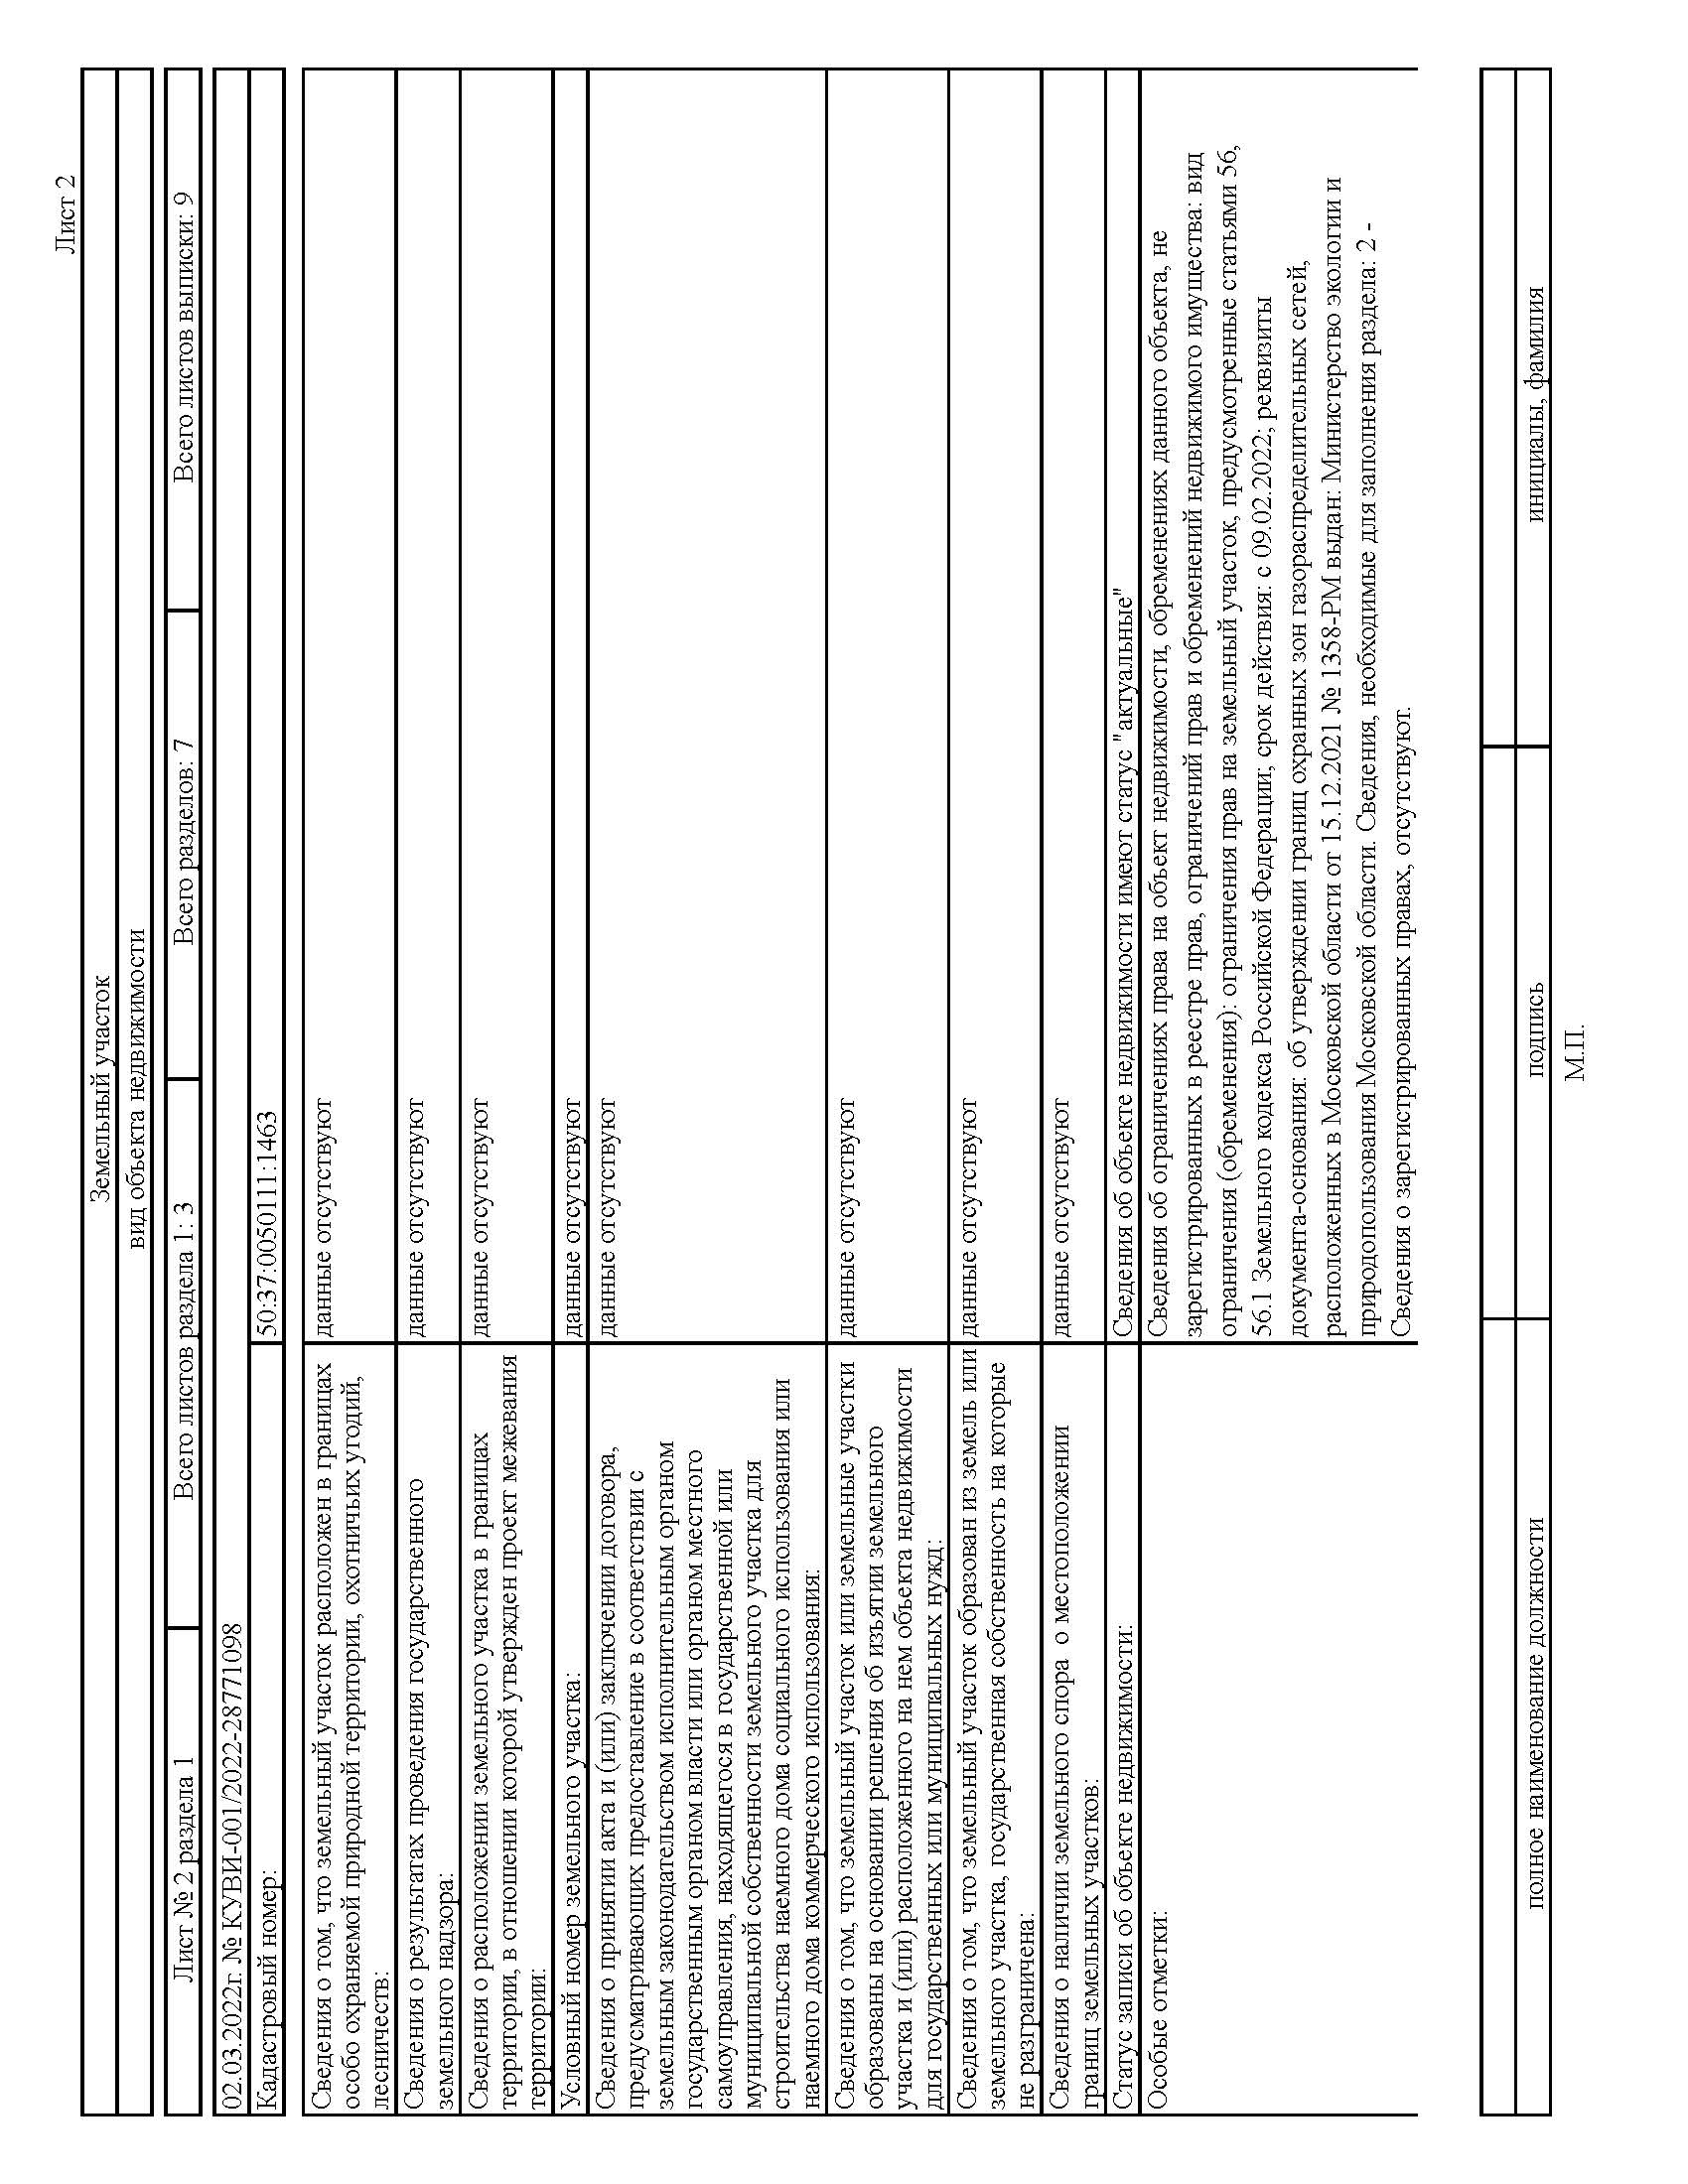 Лист 2
Земельный участок
вид объекта недвижимости
Лист № 2 раздела 1
Всего листов раздела 1: 3
Всего разделов: 7
Всего листов выписки: 9
02.03.2022г. № КУВИ-001/2022-28771098
Кадастровый номер:
50:37:0050111:1463
Сведения о том, что земельный участок расположен в границах
особо охраняемой природной территории, охотничьих угодий,
лесничеств:
данные отсутствуют
Сведения о результатах проведения государственного
земельного надзора:
данные отсутствуют
Сведения о расположении земельного участка в границах
территории, в отношении которой утвержден проект межевания
территории:
данные отсутствуют
Условный номер земельного участка:
данные отсутствуют
Сведения о принятии акта и (или) заключении договора,
предусматривающих предоставление в соответствии с
земельным законодательством исполнительным органом
государственным органом власти или органом местного
самоуправления, находящегося в государственной или
муниципальной собственности земельного участка для
строительства наемного дома социального использования или
наемного дома коммерческого использования:
данные отсутствуют
Сведения о том, что земельный участок или земельные участки
образованы на основании решения об изъятии земельного
участка и (или) расположенного на нем объекта недвижимости
для государственных или муниципальных нужд:
данные отсутствуют
Сведения о том, что земельный участок образован из земель или
земельного участка, государственная собственность на которые
не разграничена:
данные отсутствуют
Сведения о наличии земельного спора о местоположении
границ земельных участков:
данные отсутствуют
Статус записи об объекте недвижимости:
Сведения об объекте недвижимости имеют статус "актуальные"
Особые отметки:
Сведения об ограничениях права на объект недвижимости, обременениях данного объекта, не
зарегистрированных в реестре прав, ограничений прав и обременений недвижимого имущества: вид
ограничения (обременения): ограничения прав на земельный участок, предусмотренные статьями 56,
56.1 Земельного кодекса Российской Федерации; срок действия: с 09.02.2022; реквизиты
документа-основания: об утверждении границ охранных зон газораспределительных сетей,
расположенных в Московской области от 15.12.2021 № 1358-РМ выдан: Министерство экологии и
природопользования Московской области. Сведения, необходимые для заполнения раздела: 2 -
Сведения о зарегистрированных правах, отсутствуют.
полное наименование должности
подпись
инициалы, фамилия
М.П.